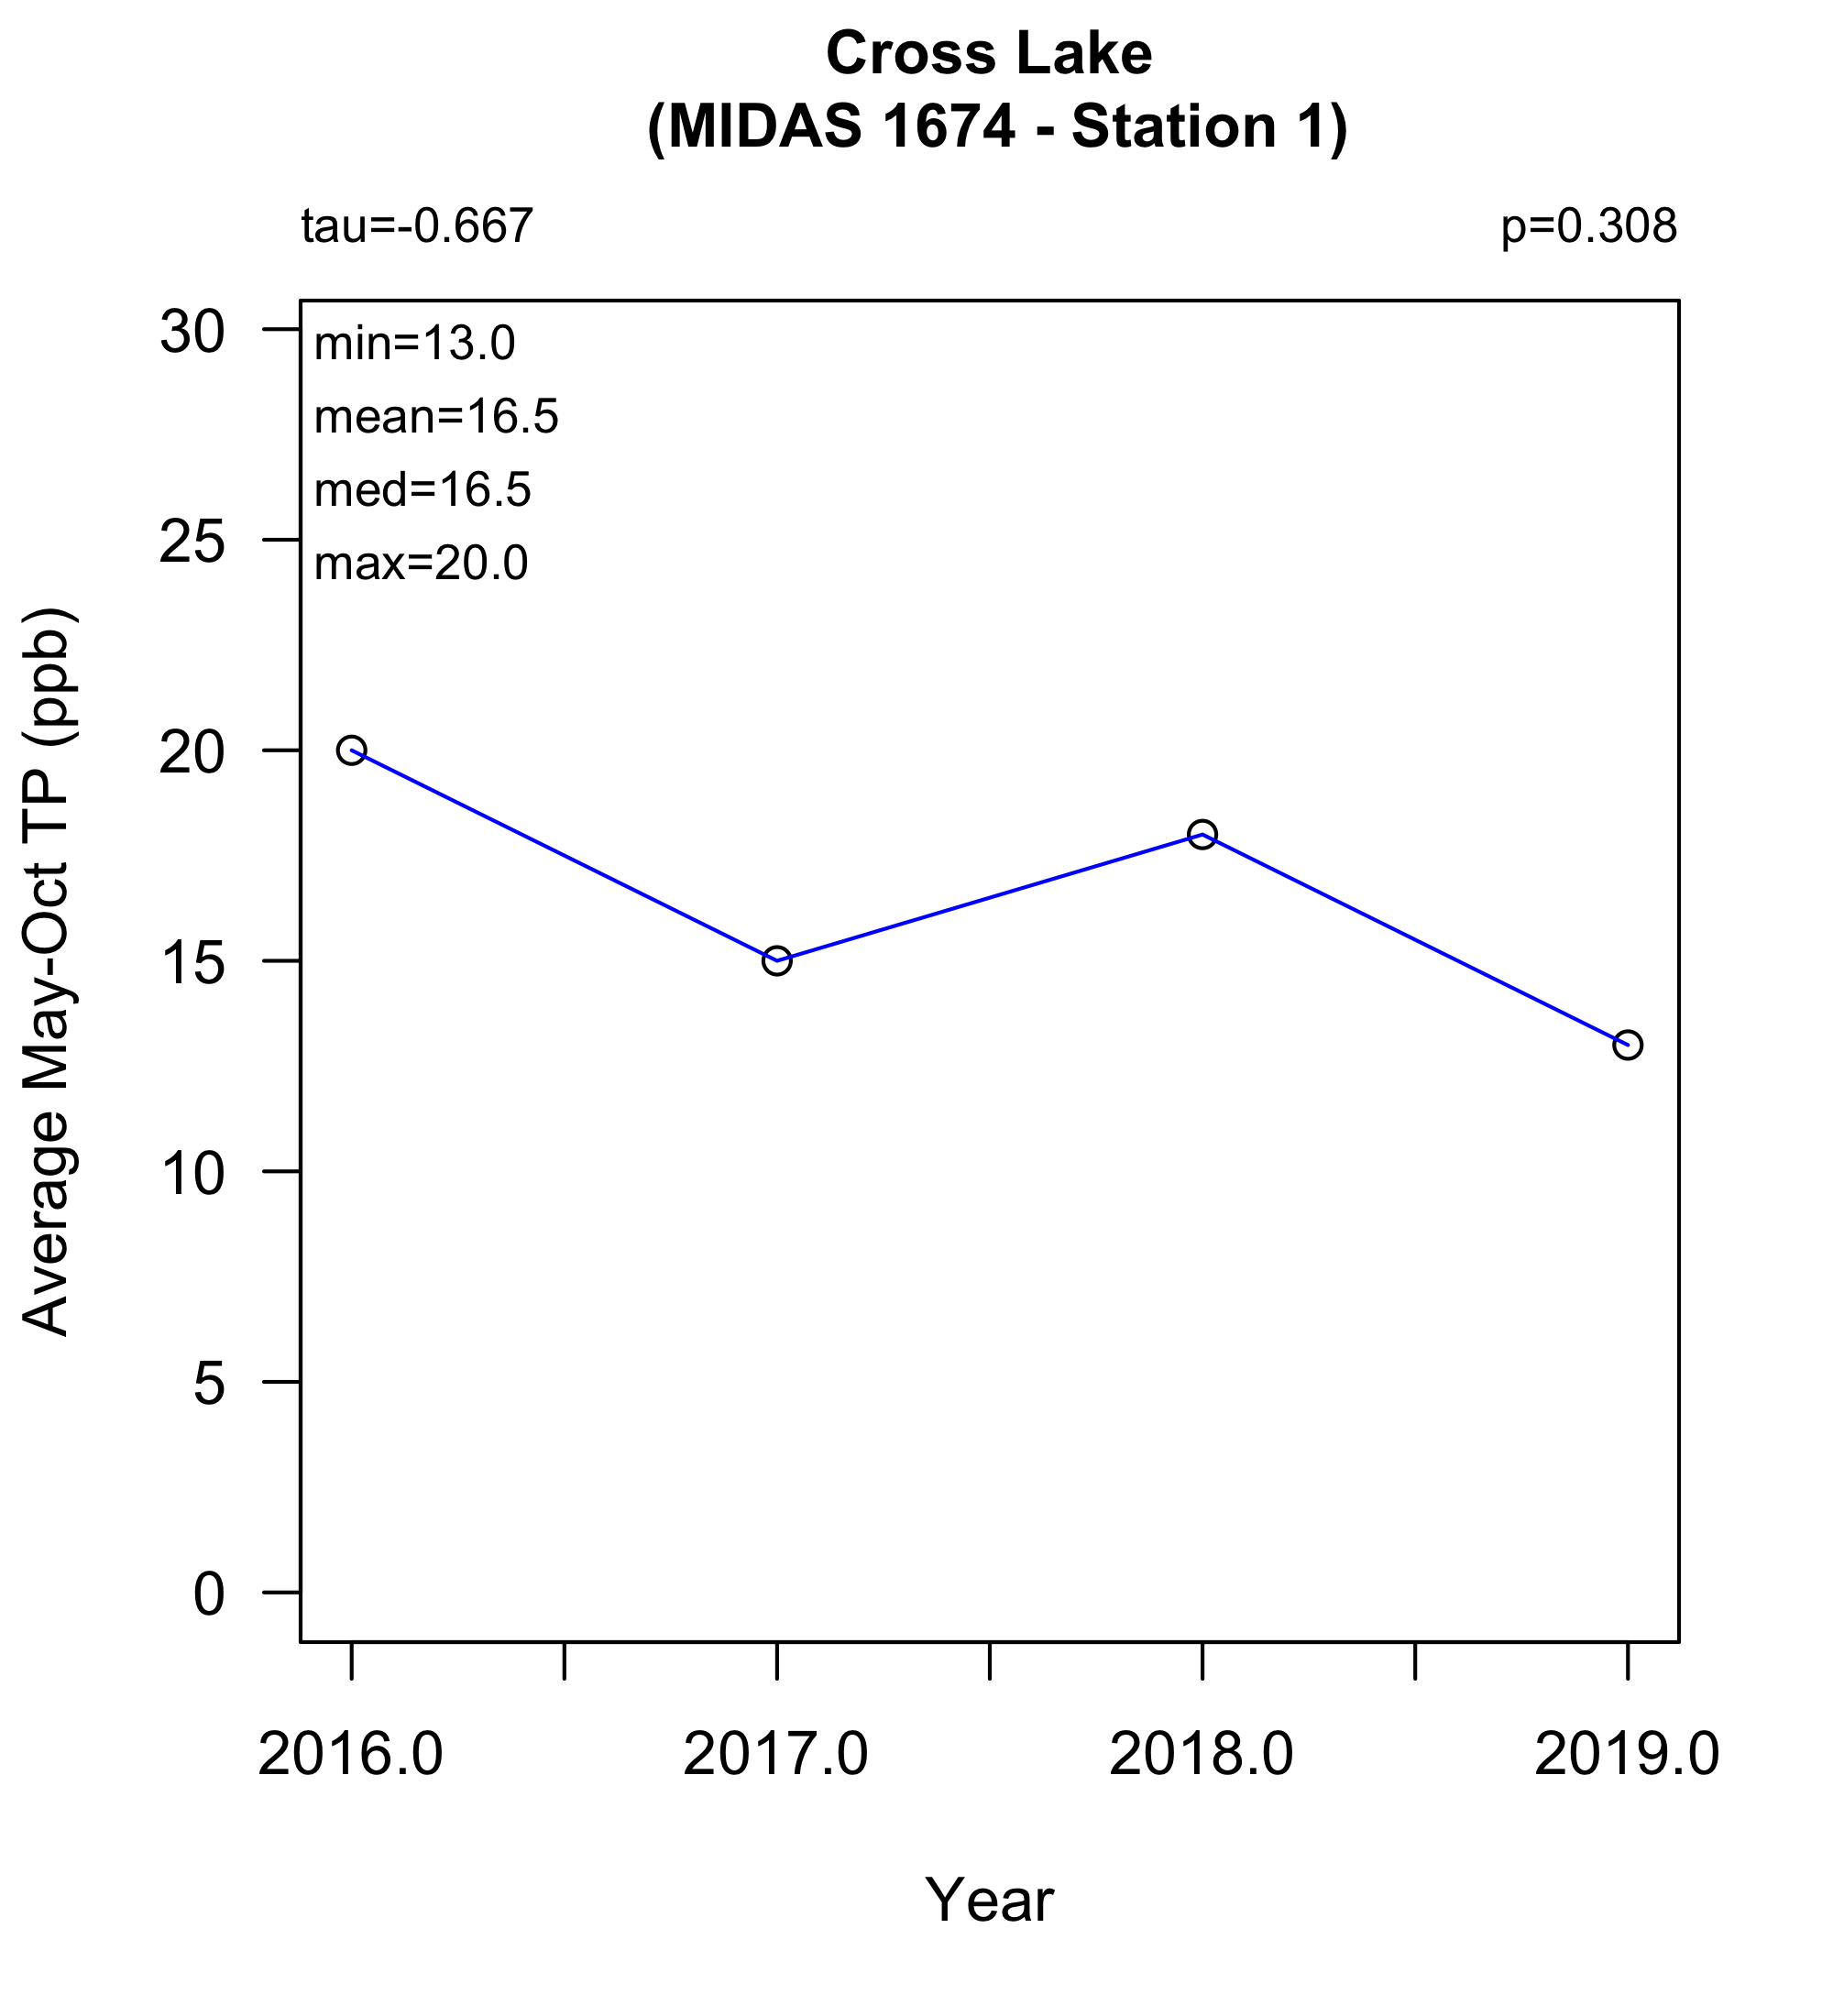 Cross Lake
(MIDAS 1674 - Station 1)
tau=-0.667
p=0.308
min=13.0
mean=16.5
med=16.5
max=20.0
Average May-Oct TP (ppb)
30
25
20
15
10
5
0
2016.0
2017.0
2018.0
2019.0
Year